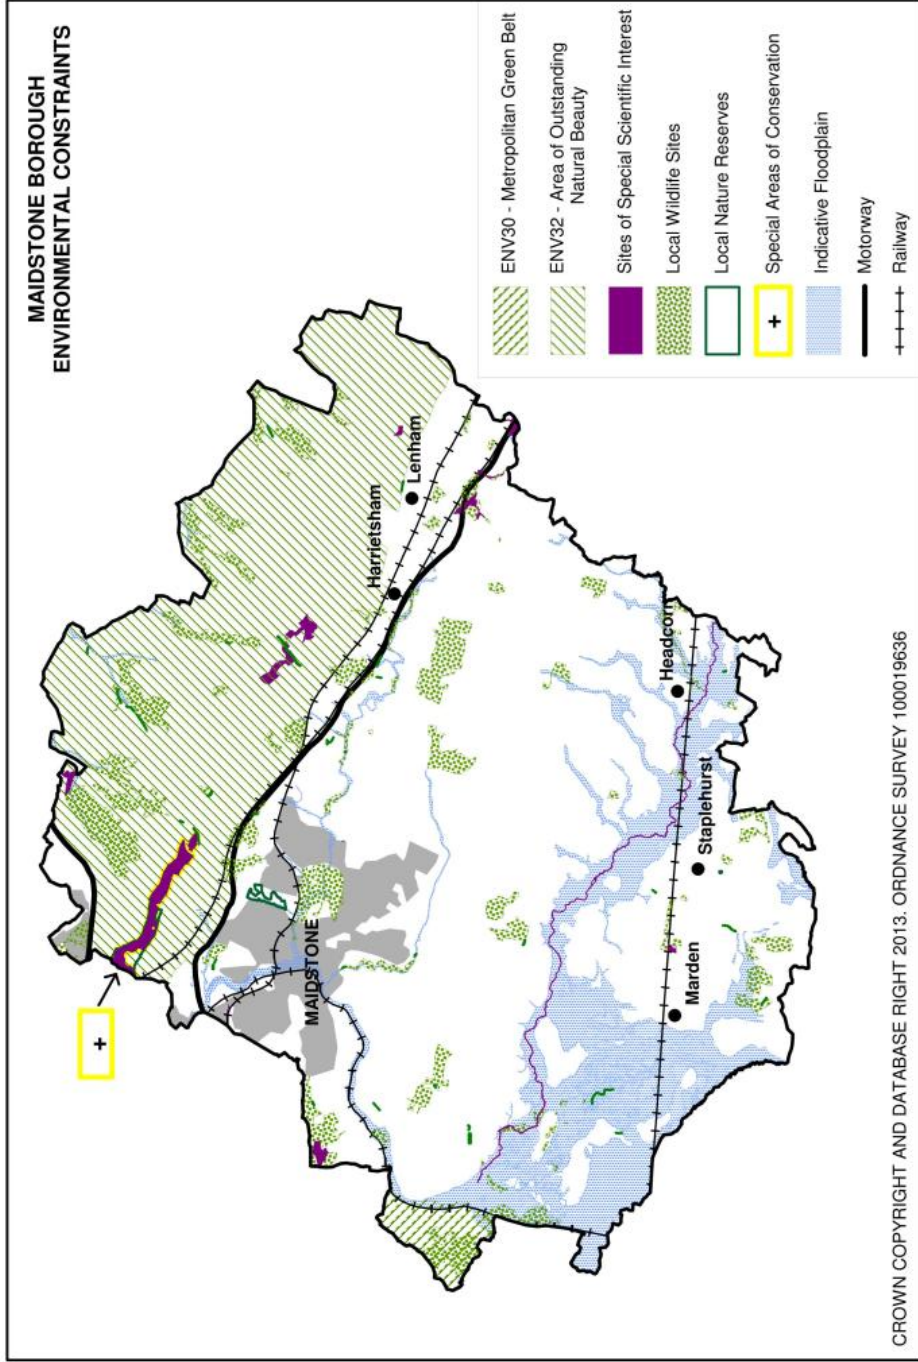 MAIDSTONE BOROUGH
ENVIRONMENTAL CONSTRAINTS
+
Harrietsham
Lenham
MAIDSTONE
Headcorn
Staplehurst
Marden
ENV30 - Metropolitan Green Belt
ENV32 - Area of Outstanding
Natural Beauty
Sites of Special Scientific Interest
Local Wildlife Sites
Local Nature Reserves
+
Special Areas of Conservation
Indicative Floodplain
Motorway
Railway
CROWN COPYRIGHT AND DATABASE RIGHT 2013. ORDNANCE SURVEY 100019636